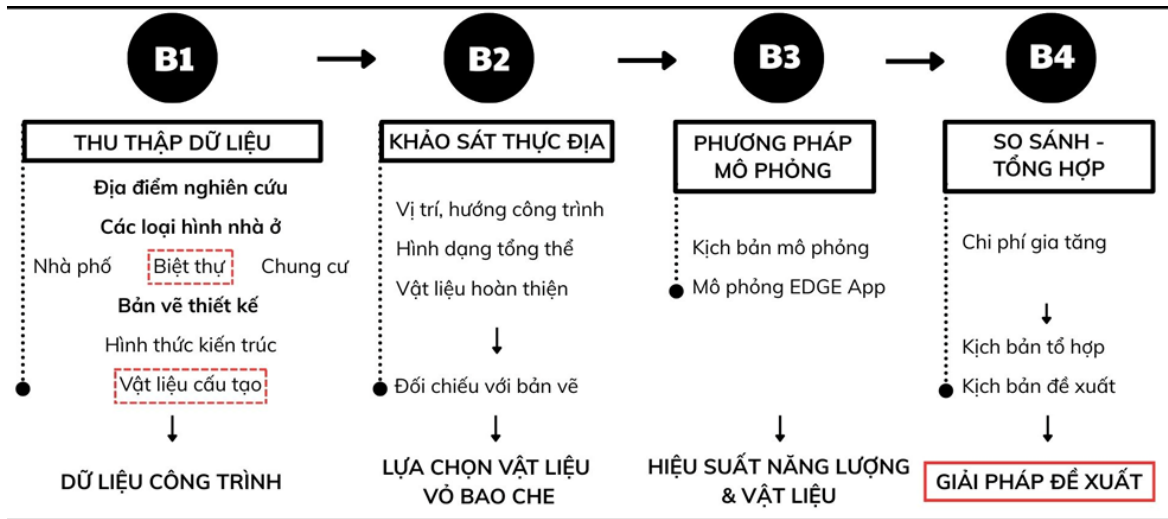 B1
B2
B3
B4
THU THẬP DỮ LIỆU
Địa điểm nghiên cứu
Các loại hình nhà ở
Nhà phố
Biệt thự
Chung cư
Bản vẽ thiết kế
Hình thức kiến trúc
Vật liệu cấu tạo
DỮ LIỆU CÔNG TRÌNH
KHẢO SÁT THỰC ĐỊA
Vị trí, hướng công trình
Hình dạng tổng thể
Vật liệu hoàn thiện
Đối chiếu với bản vẽ
LỰA CHỌN VẬT LIỆU
VỎ BAO CHE
PHƯƠNG PHÁP
MÔ PHỎNG
Kịch bản mô phỏng
Mô phỏng EDGE App
HIỆU SUẤT NĂNG LƯỢNG
& VẬT LIỆU
SO SÁNH -
TỔNG HỢP
Chi phí gia tăng
Kịch bản tổ hợp
Kịch bản đề xuất
GIẢI PHÁP ĐỀ XUẤT